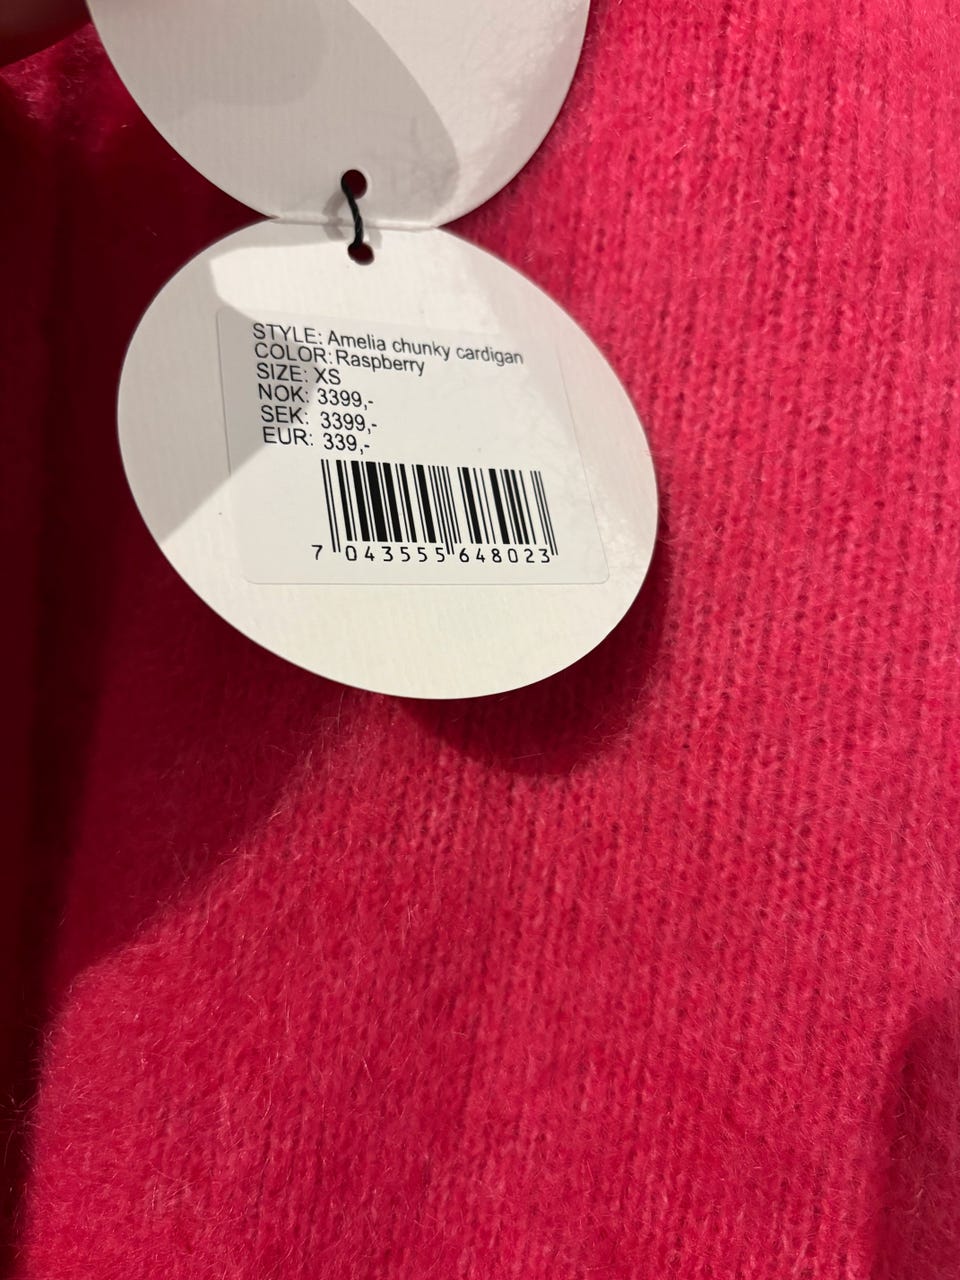 STYLE: Amelia chunky cardigan
COLOR: Raspberry
SIZE: XS
NOK: 3399,-
SEK: 3399,-
EUR: 339,-
7 043555 648023